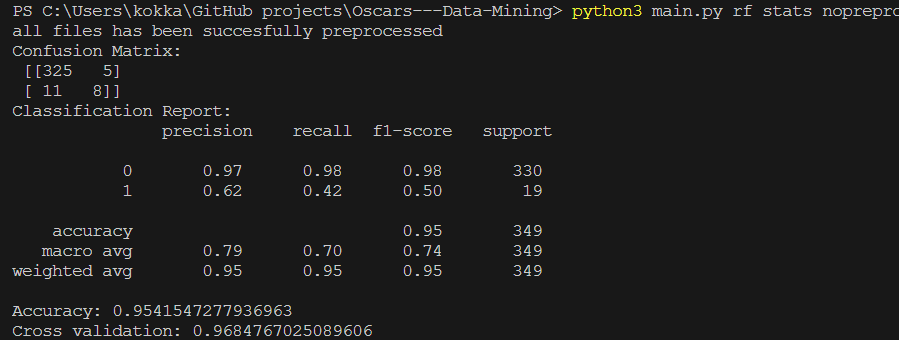 PS C:\Users\kokka\GitHub projects\Oscars---Data-Mining> python3 main.py rf stats noprepro
all files has been succesfully preprocessed
Confusion Matrix:
[[325 5]
[ 11 8]]
Classification Report:
precision recall f1-score support
0 0.97 0.98 0.98 330
1 0.62 0.42 0.50 19
accuracy 0.95 349
macro avg 0.79 0.70 0.74 349
weighted avg 0.95 0.95 0.95 349
Accuracy: 0.9541547277936963
Cross validation: 0.9684767025089606